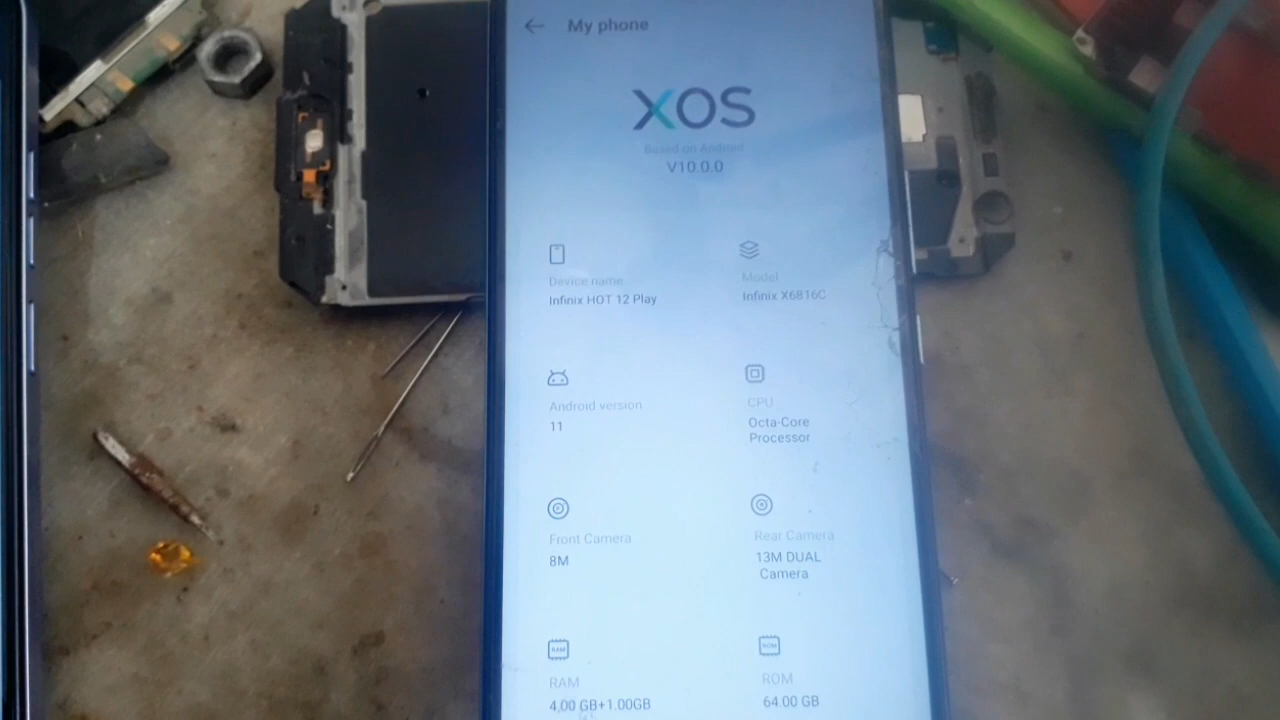 My phone
XOS
Based on Android
V10.0.0
Device name
Infinix HOT 12 Play
Model
Infinix X6816C
Android version
11
CPU
Octa-Core
Processor
Front Camera
8M
Rear Camera
13M DUAL
Camera
RAM
RAM
4.00 GB+1.00GB
ROM
ROM
64.00 GB